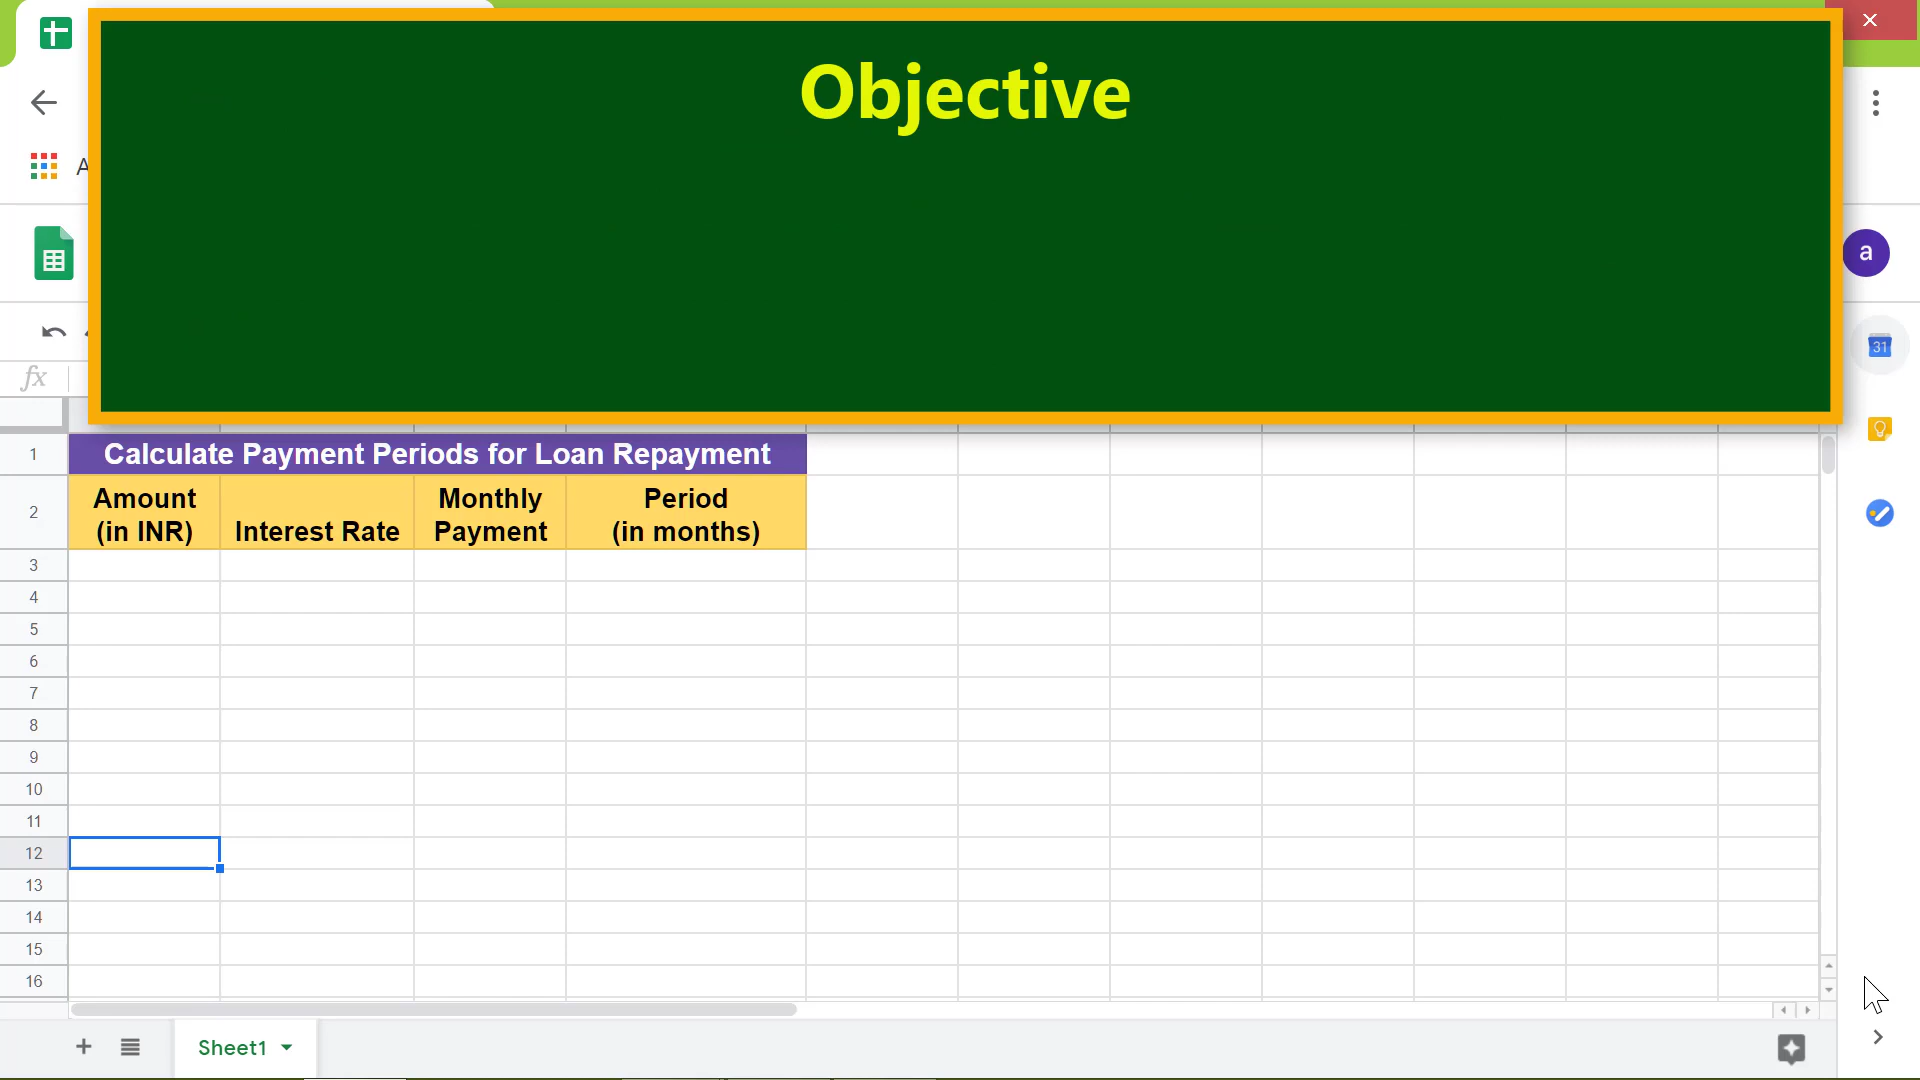 Objective
A
a
31
fx
1
Calculate Payment Periods for Loan Repayment
2
Amount
(in INR)
Interest Rate
Monthly
Payment
Period
(in months)
3
4
5
6
7
8
9
10
11
12
13
14
15
16
Sheet1